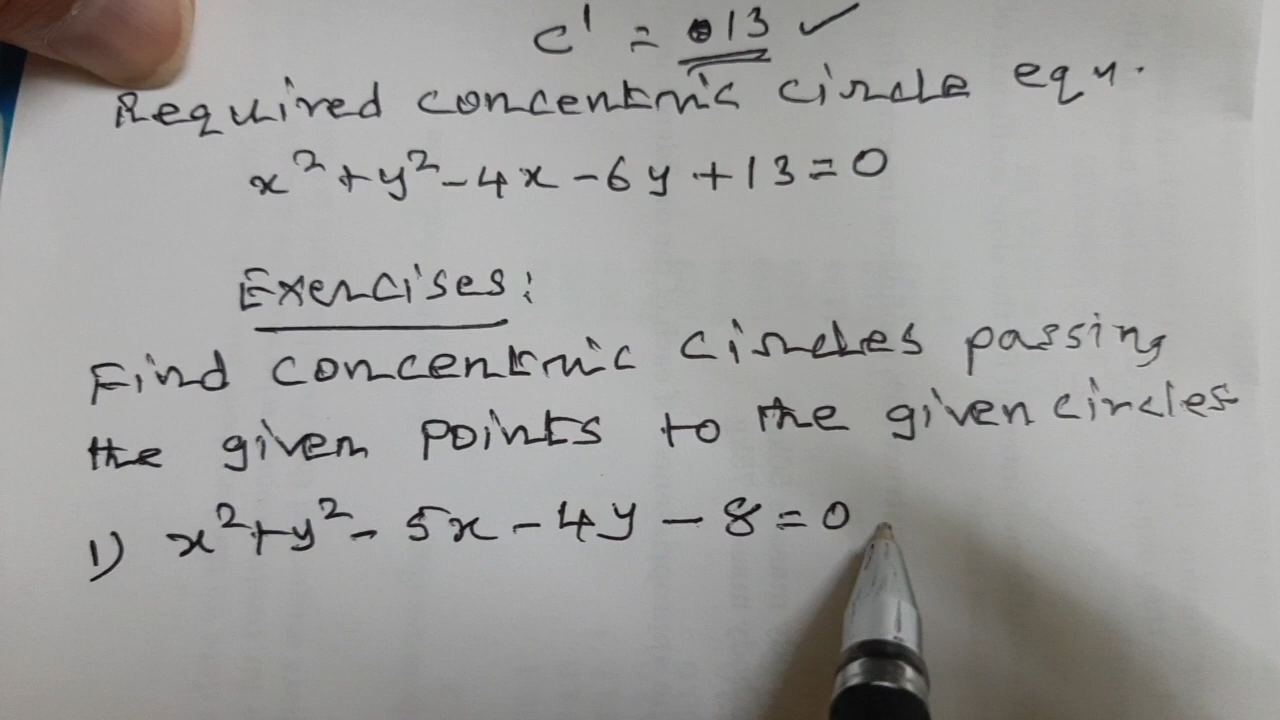 c' = 13 ✓
Required concentric circle equ.
x²+y²-4x-6y+13=0
Exercises:
Find concentric circles passing
the given points to the given circles
1) x²+y²-5x-4y-8=0